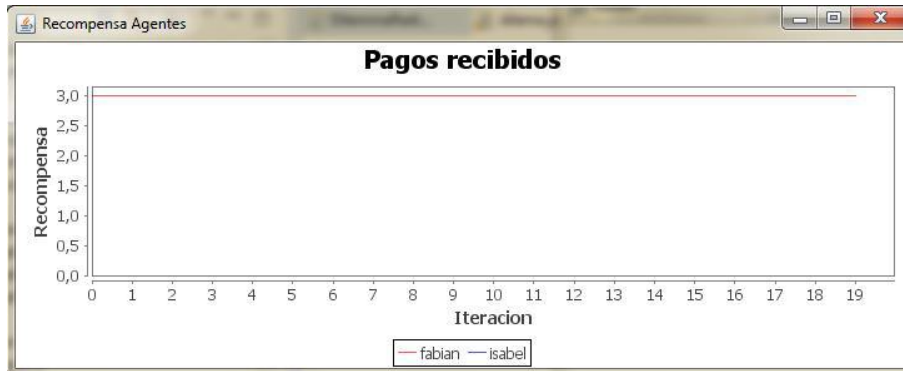 Recompensa Agentes
Pagos recibidos
3,0
2,5
2,0
1,5
1,0
0,5
0,0
Recompensa
0 1 2 3 4 5 6 7 8 9 10 11 12 13 14 15 16 17 18 19
Iteracion
fabian isabel